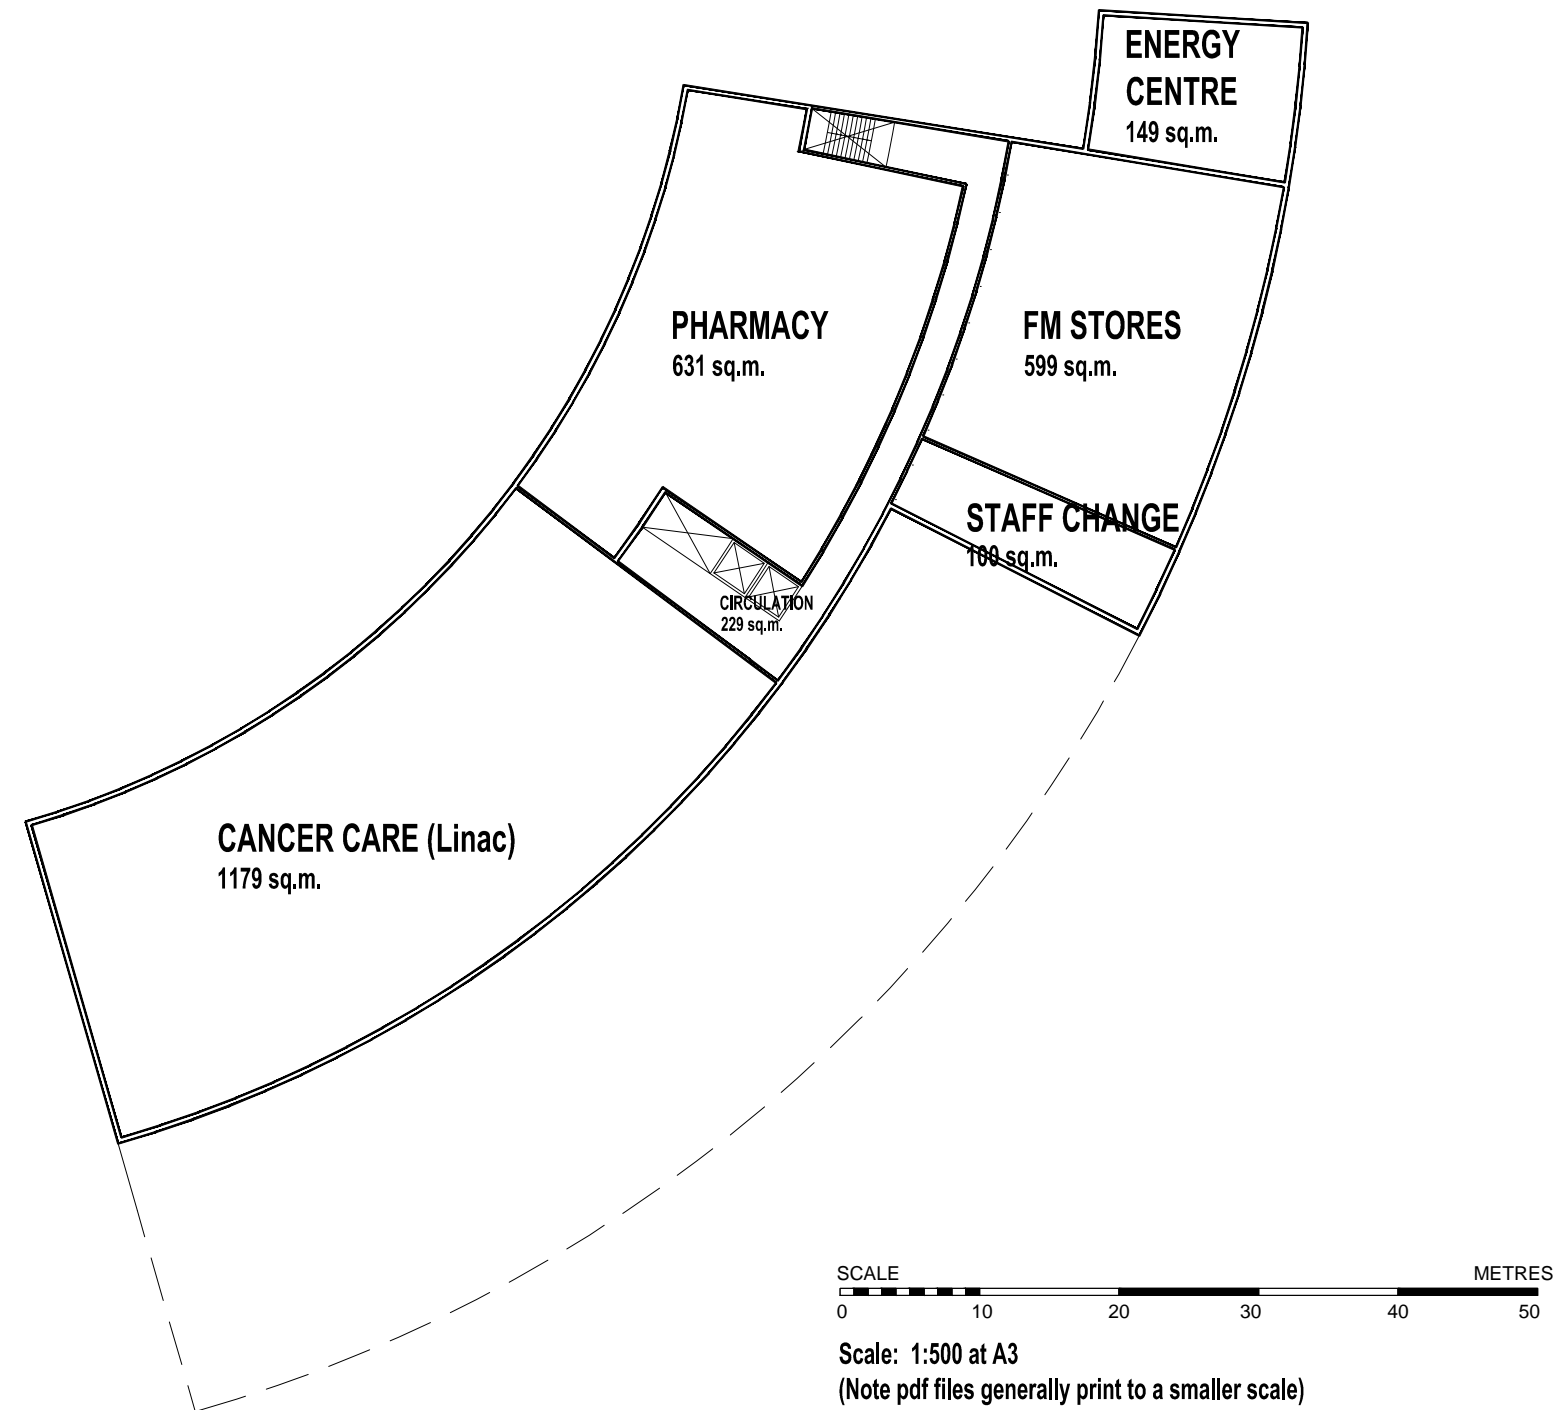 ENERGY
CENTRE
149 sq.m.
PHARMACY
631 sq.m.
FM STORES
599 sq.m.
STAFF CHANGE
100 sq.m.
CIRCULATION
229 sq.m.
CANCER CARE (Linac)
1179 sq.m.
SCALE METRES
0 10 20 30 40 50
Scale: 1:500 at A3
(Note pdf files generally print to a smaller scale)